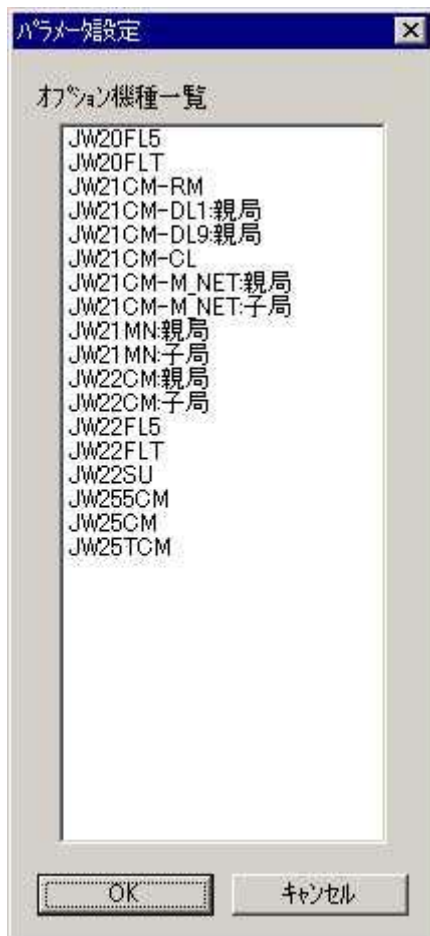 パラメータ設定
オプション機種一覧
JW20FL5
JW20FLT
JW21CM-RM
JW21CM-DL1:親局
JW21CM-DL9:親局
JW21CM-CL
JW21CM-M_NET:親局
JW21CM-M_NET:子局
JW21MN:親局
JW21MN:子局
JW22CM:親局
JW22CM:子局
JW22FL5
JW22FLT
JW22SU
JW255CM
JW25CM
JW25TCM
OK
キャンセル